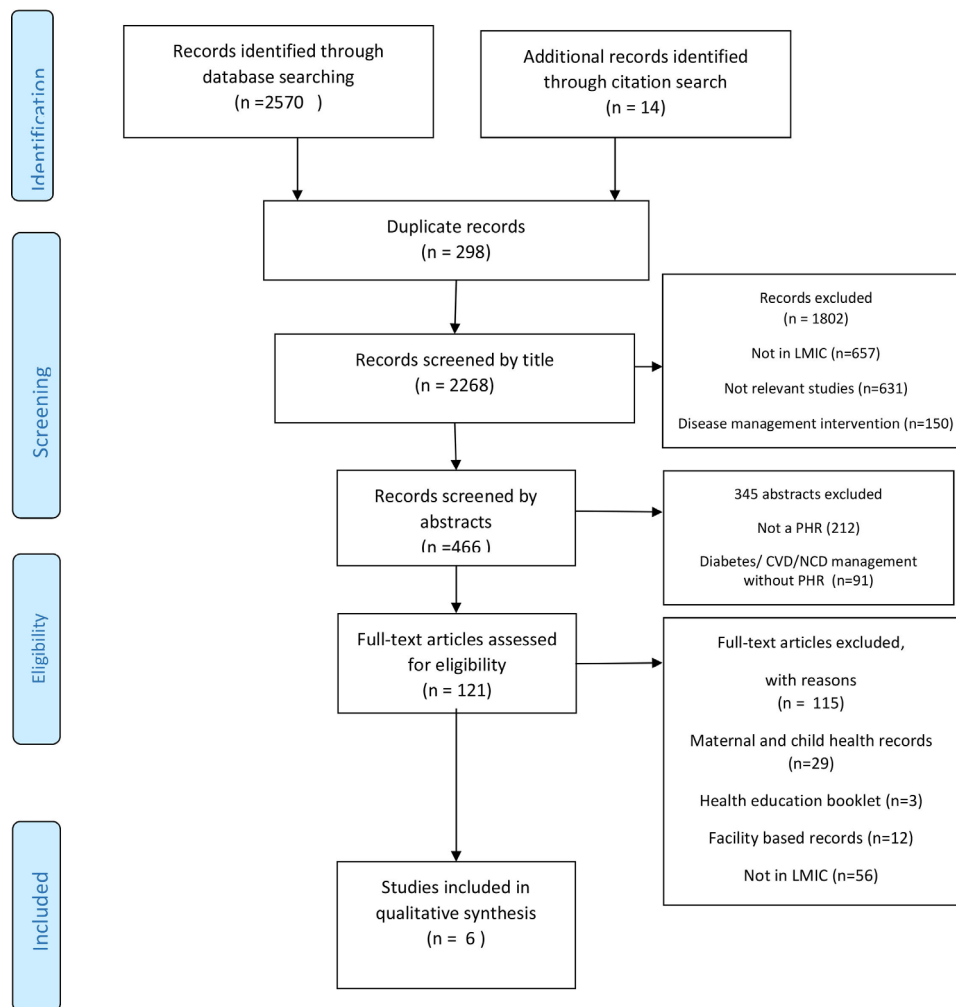 Identification
Records identified through
database searching
(n =2570   )
Additional records identified
through citation search
(n = 14)
Duplicate records
(n = 298)
Screening
Records screened by title
(n = 2268)
Records excluded
(n = 1802)
Not in LMIC (n=657)
Not relevant studies (n=631)
Disease management intervention (n=150)
Records screened by
abstracts
(n =466 )
345 abstracts excluded
Not a PHR (212)
Diabetes/ CVD/NCD management
without PHR  (n=91)
Eligibility
Full-text articles assessed
for eligibility
(n = 121)
Full-text articles excluded,
with reasons
(n =  115)
Maternal and child health records
(n=29)
Health education booklet (n=3)
Facility based records (n=12)
Not in LMIC (n=56)
Included
Studies included in
qualitative synthesis
(n =  6 )